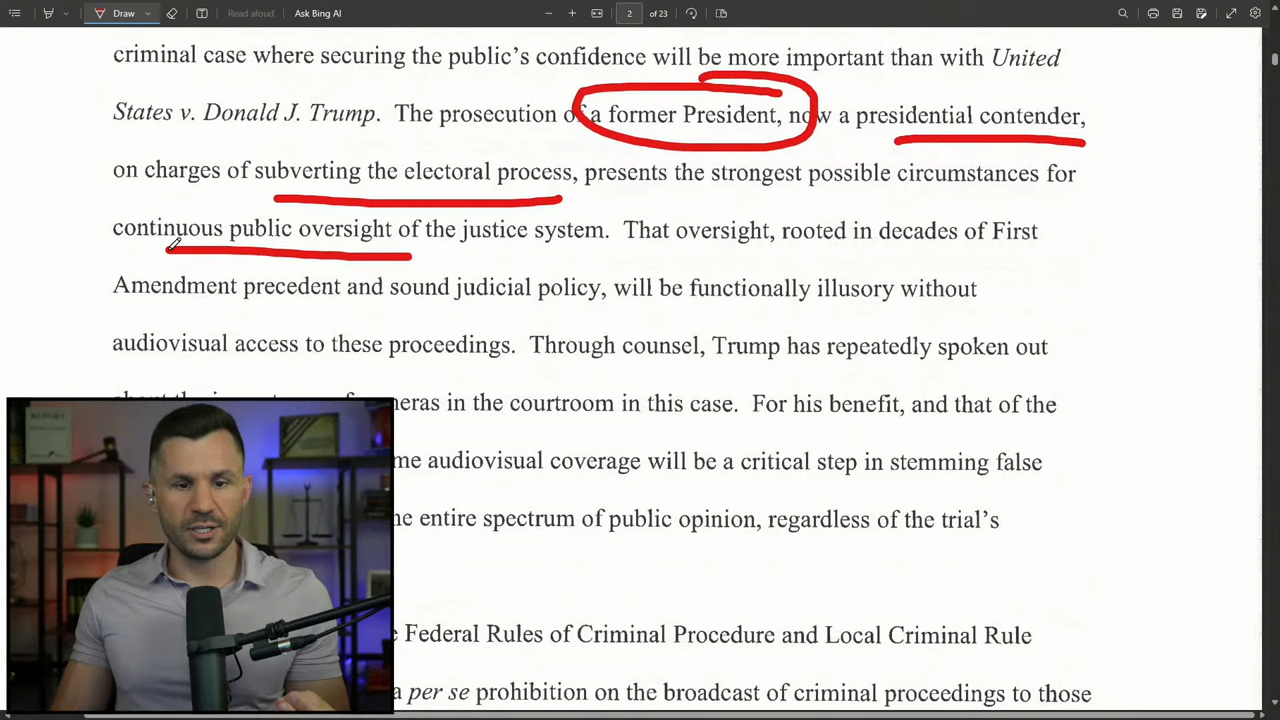 Draw
Read aloud
Ask Bing AI
2
of 23
criminal case where securing the public’s confidence will be more important than with United
States v. Donald J. Trump. The prosecution of a former President, now a presidential contender,
on charges of subverting the electoral process, presents the strongest possible circumstances for
continuous public oversight of the justice system. That oversight, rooted in decades of First
Amendment precedent and sound judicial policy, will be functionally illusory without
audiovisual access to these proceedings. Through counsel, Trump has repeatedly spoken out
in the courtroom in this case. For his benefit, and that of the
audiovisual coverage will be a critical step in stemming false
entire spectrum of public opinion, regardless of the trial’s
Federal Rules of Criminal Procedure and Local Criminal Rule
a per se prohibition on the broadcast of criminal proceedings to those